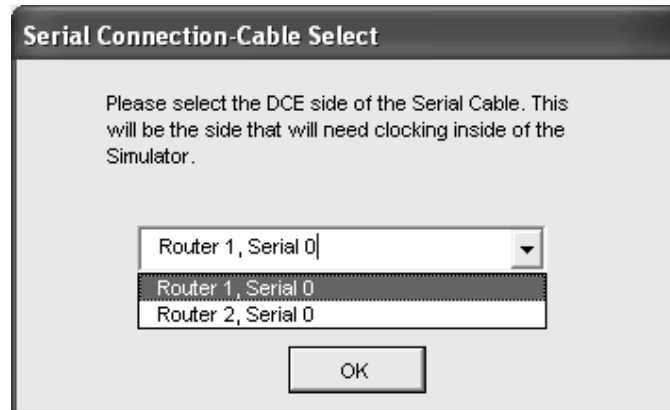 Serial Connection-Cable Select
Please select the DCE side of the Serial Cable. This
will be the side that will need clocking inside of the
Simulator.
Router 1, Serial 0
Router 1, Serial 0
Router 2, Serial 0
OK